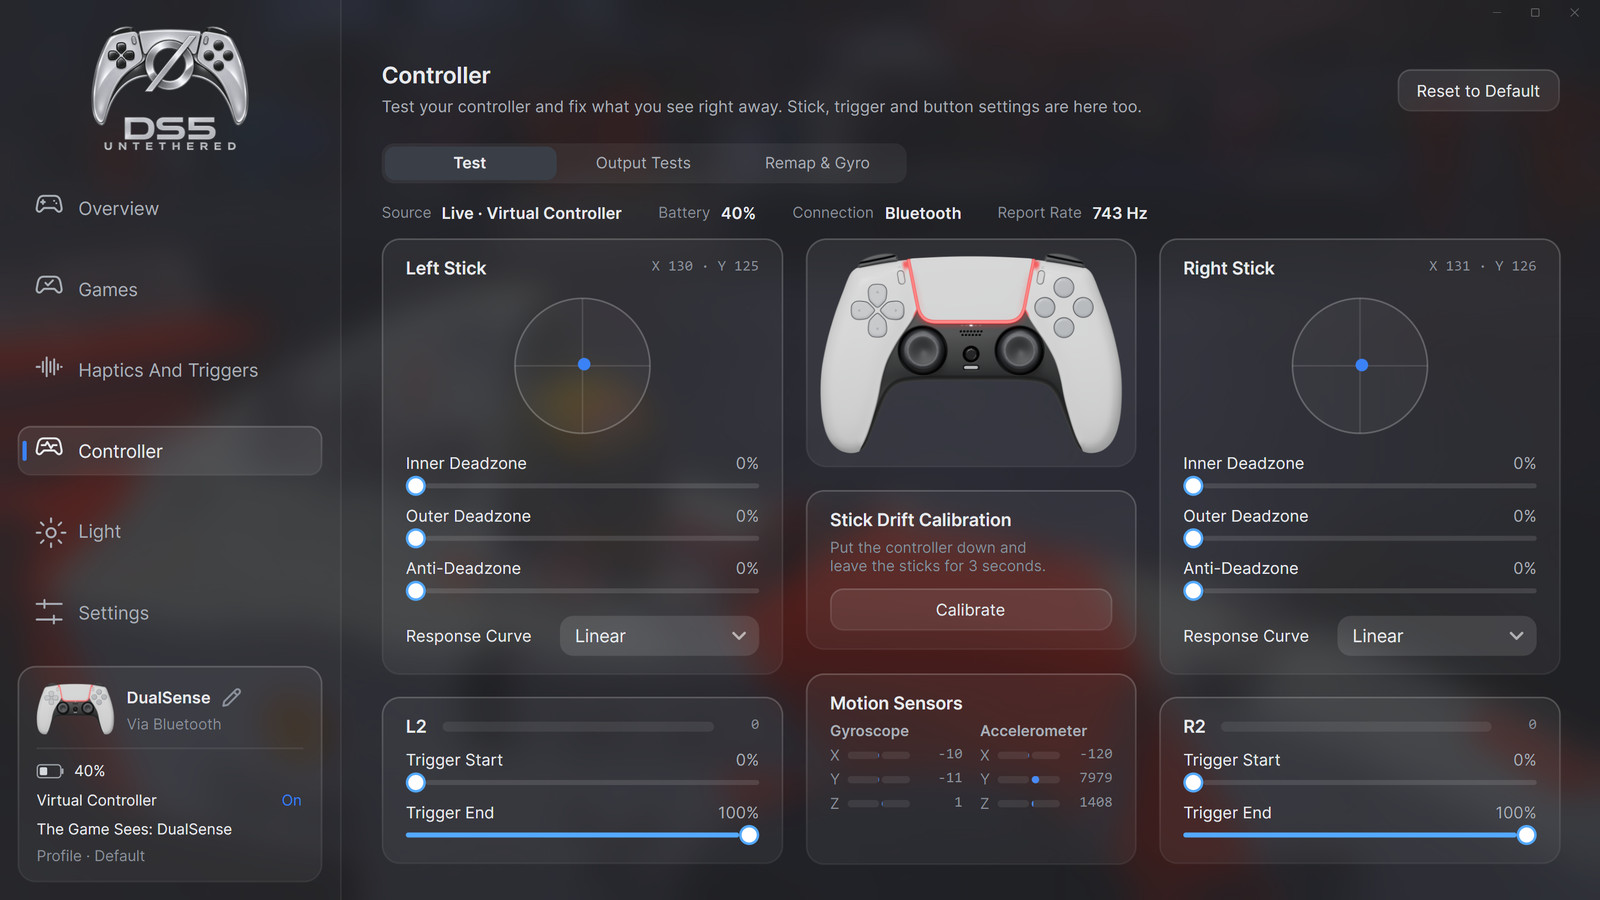 DS5
UNTETHERED
Overview
Games
Haptics And Triggers
Controller
Light
Settings
DualSense
Via Bluetooth
40%
Virtual Controller On
The Game Sees: DualSense
Profile · Default
Controller
Test your controller and fix what you see right away. Stick, trigger and button settings are here too.
Reset to Default
Test Output Tests Remap & Gyro
Source Live · Virtual Controller Battery 40% Connection Bluetooth Report Rate 743 Hz
Left Stick X 130 · Y 125
Inner Deadzone 0%
Outer Deadzone 0%
Anti-Deadzone 0%
Response Curve Linear
L2 0
Trigger Start 0%
Trigger End 100%
Stick Drift Calibration
Put the controller down and
leave the sticks for 3 seconds.
Calibrate
Motion Sensors
Gyroscope Accelerometer
X -10 X -120
Y -11 Y 7979
Z 1 Z 1408
Right Stick X 131 · Y 126
Inner Deadzone 0%
Outer Deadzone 0%
Anti-Deadzone 0%
Response Curve Linear
R2 0
Trigger Start 0%
Trigger End 100%